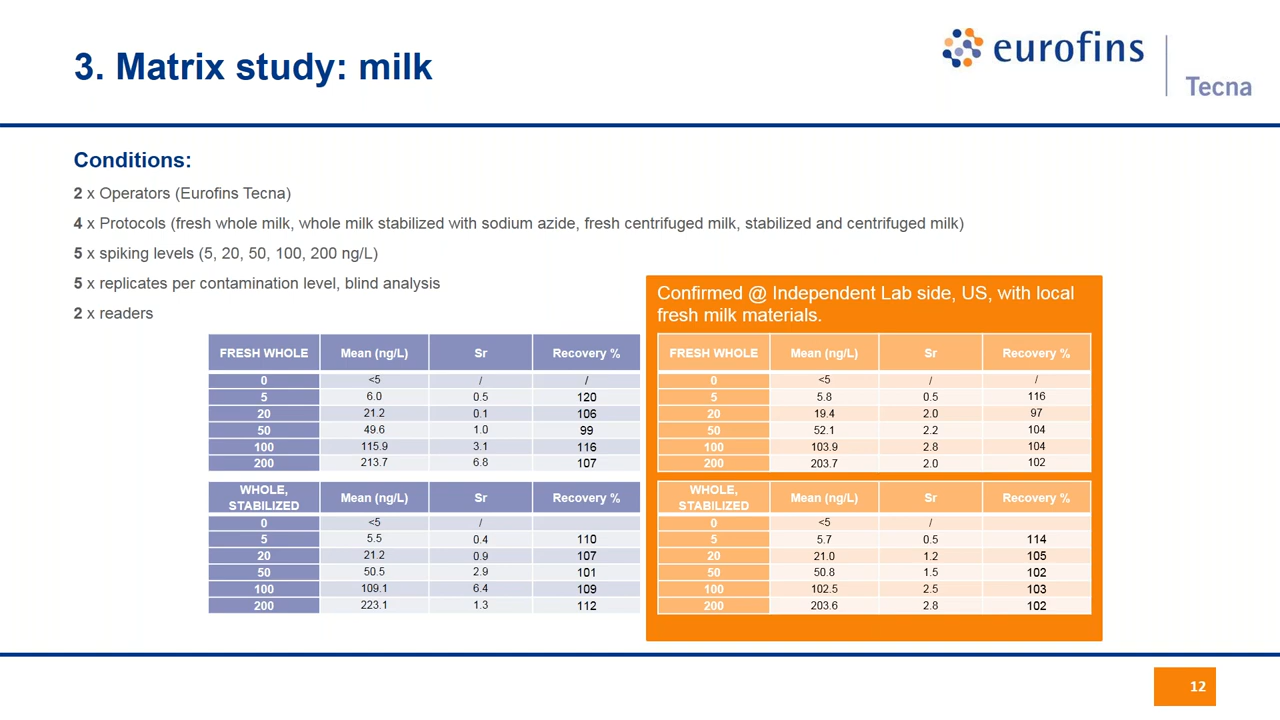 3. Matrix study: milk
eurofins
Tecna
Conditions:
2 x Operators (Eurofins Tecna)
4 x Protocols (fresh whole milk, whole milk stabilized with sodium azide, fresh centrifuged milk, stabilized and centrifuged milk)
5 x spiking levels (5, 20, 50, 100, 200 ng/L)
5 x replicates per contamination level, blind analysis
2 x readers
FRESH WHOLE Mean (ng/L) Sr Recovery %
0 <5 / /
5 6.0 0.5 120
20 21.2 0.1 106
50 49.6 1.0 99
100 115.9 3.1 116
200 213.7 6.8 107
WHOLE, STABILIZED Mean (ng/L) Sr Recovery %
0 <5 /
5 5.5 0.4 110
20 21.2 0.9 107
50 50.5 2.9 101
100 109.1 6.4 109
200 223.1 1.3 112
Confirmed @ Independent Lab side, US, with local
fresh milk materials.
FRESH WHOLE Mean (ng/L) Sr Recovery %
0 <5 / /
5 5.8 0.5 116
20 19.4 2.0 97
50 52.1 2.2 104
100 103.9 2.8 104
200 203.7 2.0 102
WHOLE, STABILIZED Mean (ng/L) Sr Recovery %
0 <5 /
5 5.7 0.5 114
20 21.0 1.2 105
50 50.8 1.5 102
100 102.5 2.5 103
200 203.6 2.8 102
12